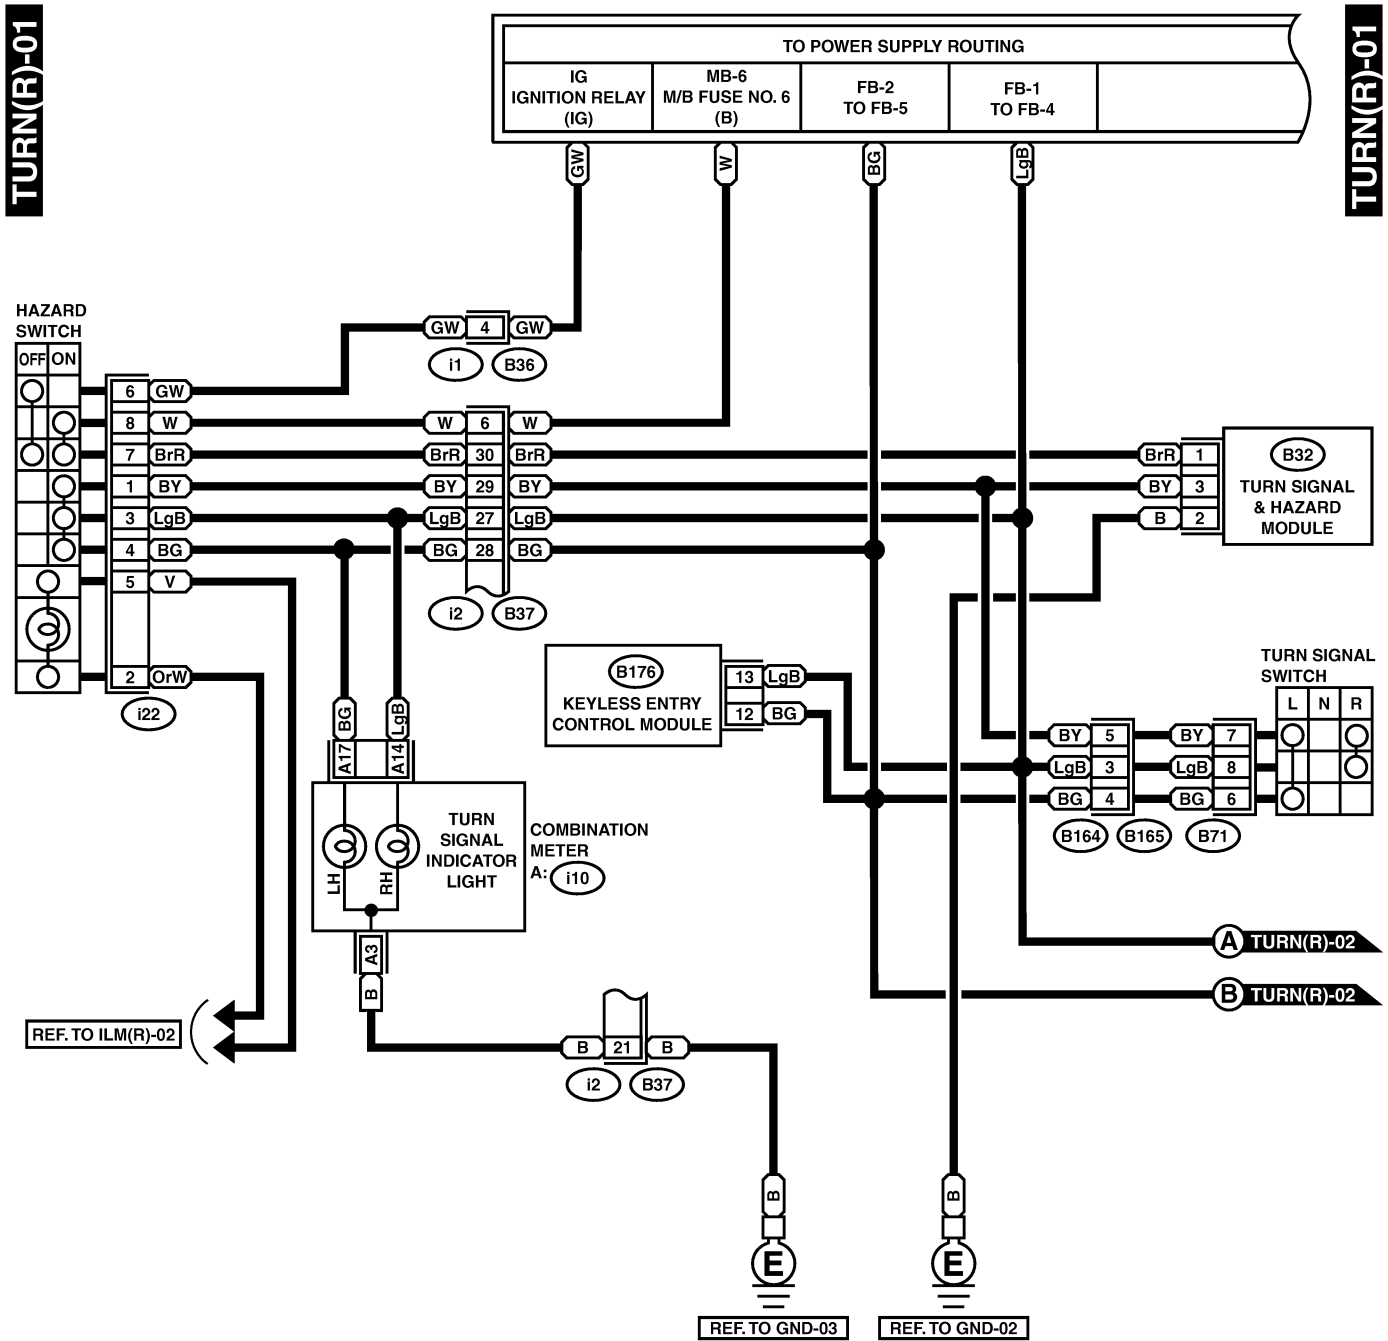 TURN(R)-01
TURN(R)-01
TO POWER SUPPLY ROUTING
IG
IGNITION RELAY
(IG)
MB-6
M/B FUSE NO. 6
(B)
FB-2
TO FB-5
FB-1
TO FB-4
GW
W
BG
LgB
HAZARD
SWITCH
OFF ON
GW 4 GW
i1 B36
6 GW
8 W
W 6 W
7 BrR
BrR 30 BrR
BrR 1
1 BY
BY 29 BY
BY 3
3 LgB
LgB 27 LgB
B 2
4 BG
BG 28 BG
5 V
i2 B37
2 OrW
i22
B32
TURN SIGNAL
& HAZARD
MODULE
B176
KEYLESS ENTRY
CONTROL MODULE
13 LgB
12 BG
TURN SIGNAL
SWITCH
L N R
BY 5 BY 7
LgB 3 LgB 8
BG 4 BG 6
B164 B165 B71
BG LgB
A17 A14
TURN
SIGNAL
INDICATOR
LIGHT
LH RH
COMBINATION
METER
A: i10
A3
B
A TURN(R)-02
B TURN(R)-02
REF. TO ILM(R)-02
B 21 B
i2 B37
B B
E E
REF. TO GND-03
REF. TO GND-02